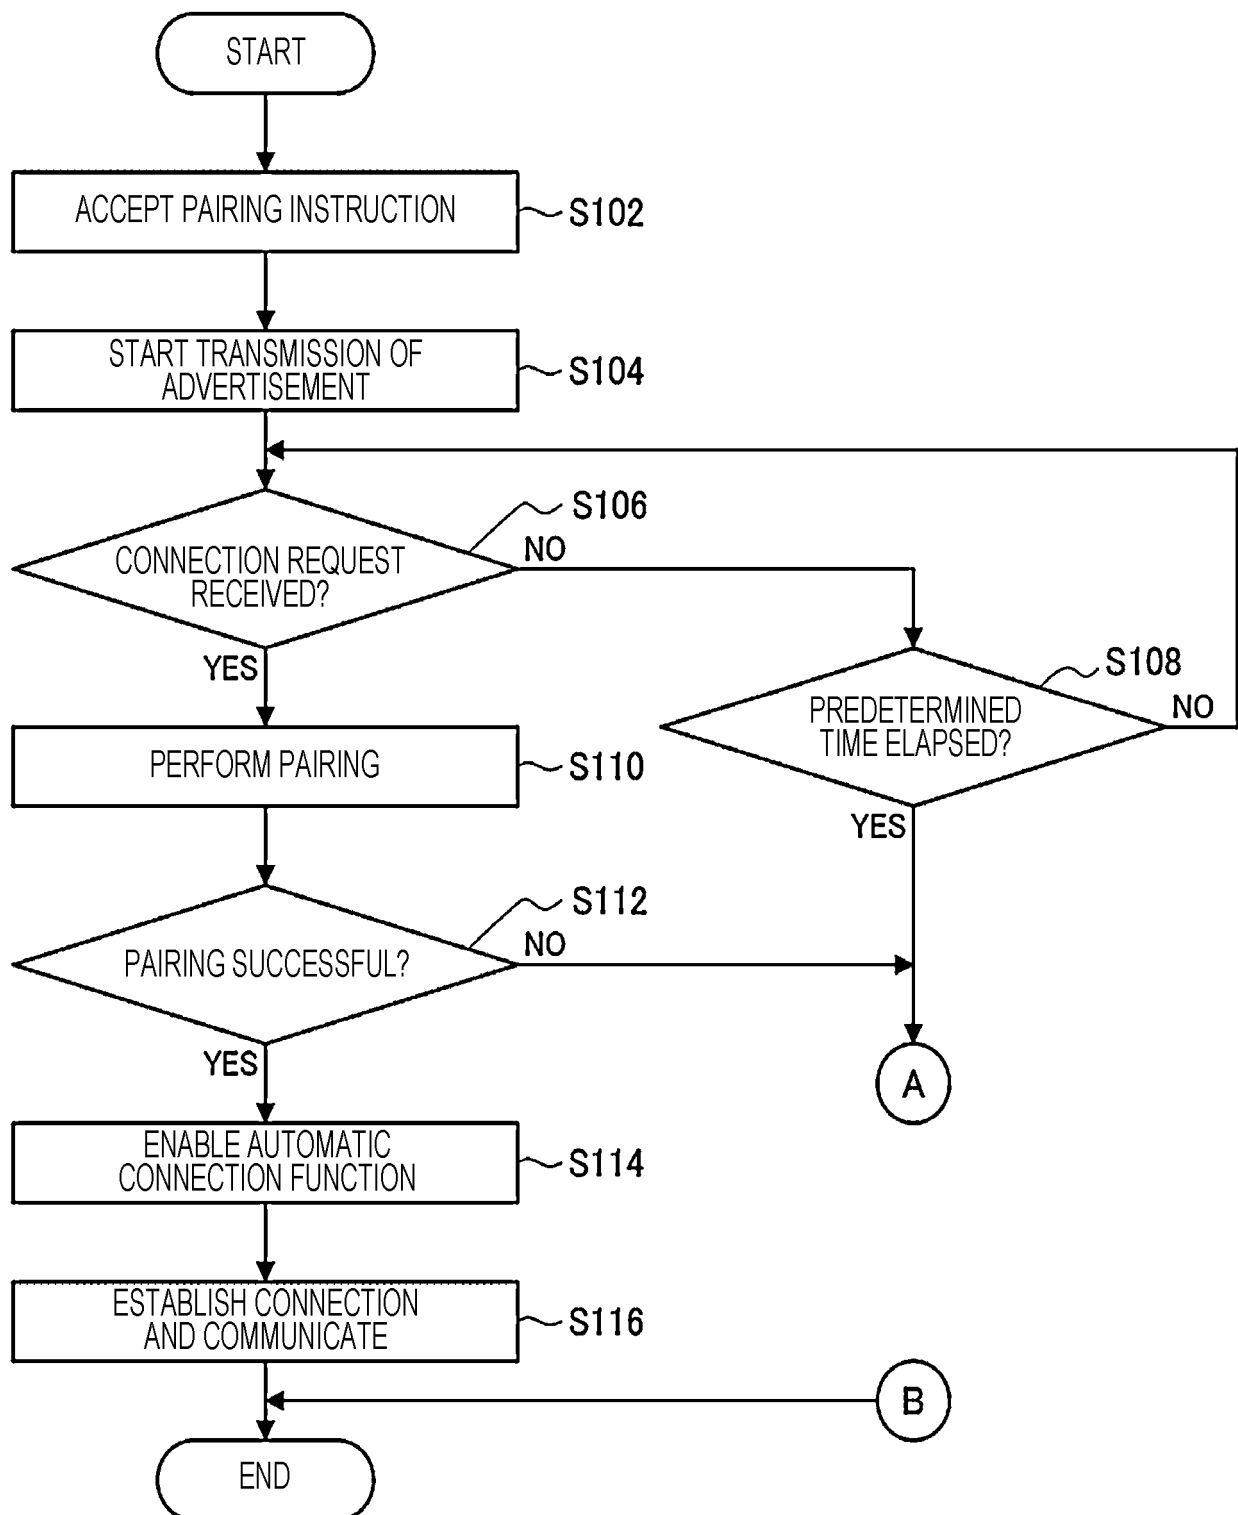 START
ACCEPT PAIRING INSTRUCTION
S102
START TRANSMISSION OF
ADVERTISEMENT
S104
S106
CONNECTION REQUEST
RECEIVED?
NO
YES
S108
PREDETERMINED
TIME ELAPSED?
NO
YES
PERFORM PAIRING
S110
S112
PAIRING SUCCESSFUL?
NO
YES
A
ENABLE AUTOMATIC
CONNECTION FUNCTION
S114
ESTABLISH CONNECTION
AND COMMUNICATE
S116
B
END